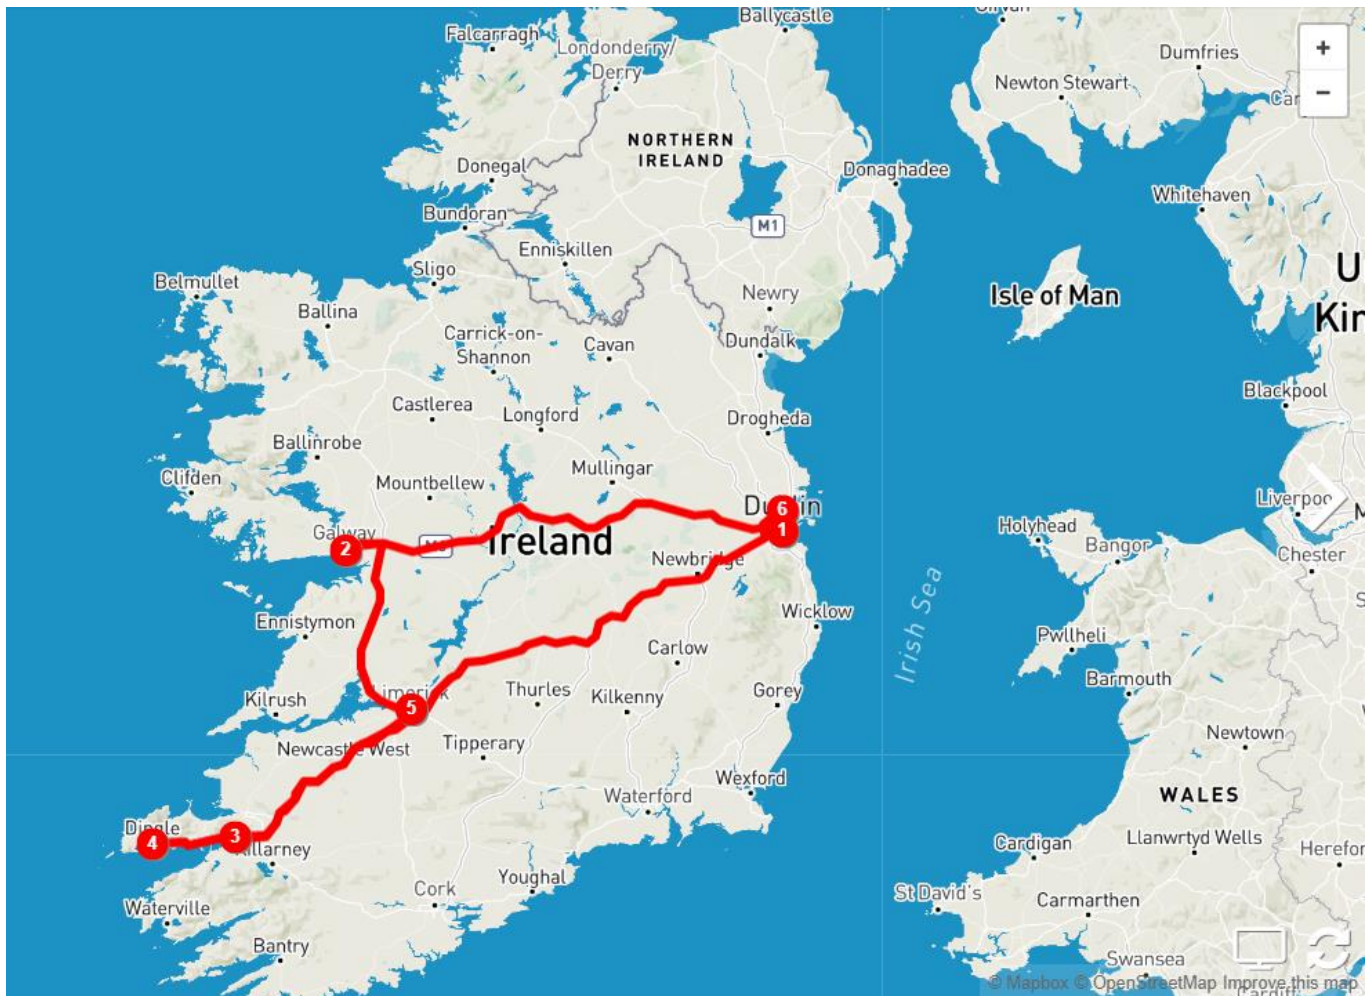 Ballycastle
Falcarragh
Londonderry/
Derry
Dumfries
+
Newton Stewart
−
NORTHERN
IRELAND
Donegal
Donaghadee
Whitehaven
Bundoran
M1
Enniskillen
Sligo
Belmullet
Isle of Man
Newry
Ballina
Carrick-on-
Shannon
Cavan
Dundalk
Blackpool
Castlerea
Longford
Drogheda
Ballinrobe
Mullingar
Clifden
Mountbellew
6
Holyhead
1
Galway
2
Ireland
Bangor
Chester
Newbridge
Irish Sea
Wicklow
Ennistymon
Pwllheli
Carlow
Barmouth
Kilrush
Thurles
Kilkenny
Gorey
5
Newtown
Newcastle West
Tipperary
Wexford
WALES
Waterford
Dingle
4
3
Killarney
Cardigan
Llanwrtyd Wells
Cork
Youghal
St David's
Carmarthen
Waterville
Bantry
Swansea
© Mapbox © OpenStreetMap Improve this map